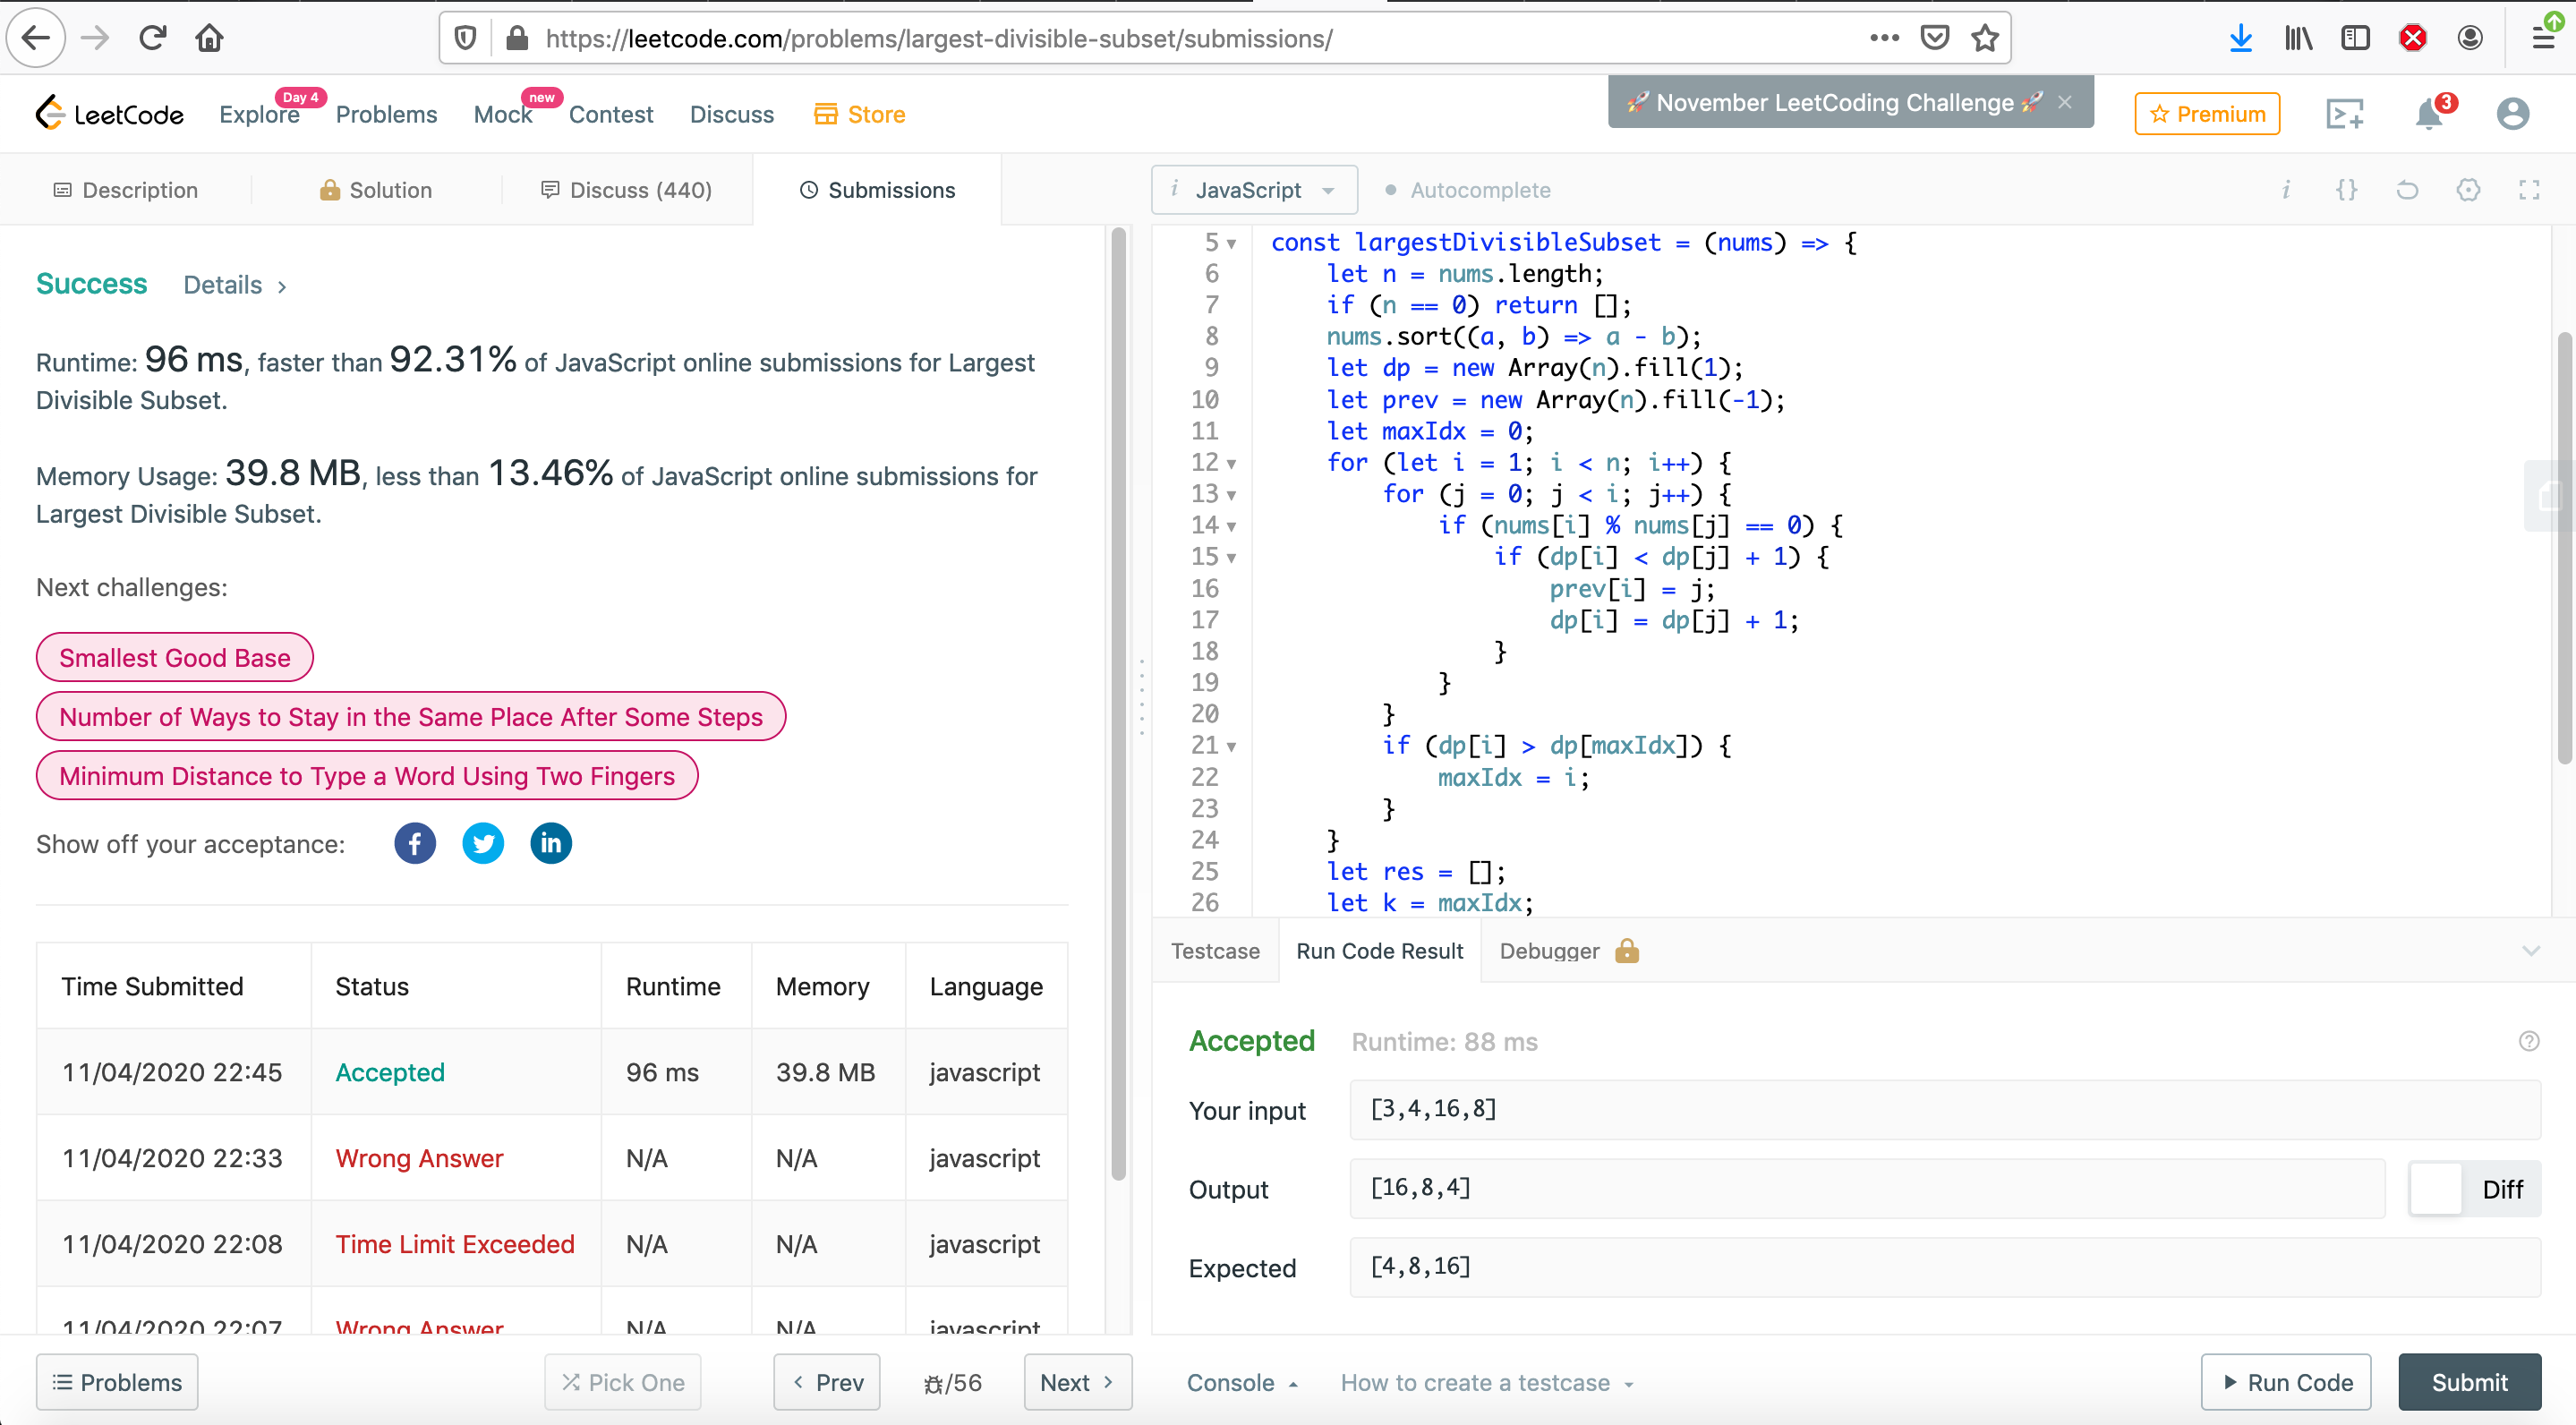 https://leetcode.com/problems/largest-divisible-subset/submissions/
LeetCode
Explore
Day 4
Problems
Mock
new
Contest
Discuss
Store
🚀 November LeetCoding Challenge 🚀 ×
Premium
3
Description
Solution
Discuss (440)
Submissions
Success
Details >
Runtime: 96 ms, faster than 92.31% of JavaScript online submissions for Largest
Divisible Subset.
Memory Usage: 39.8 MB, less than 13.46% of JavaScript online submissions for
Largest Divisible Subset.
Next challenges:
Smallest Good Base
Number of Ways to Stay in the Same Place After Some Steps
Minimum Distance to Type a Word Using Two Fingers
Show off your acceptance:
Time Submitted Status Runtime Memory Language
11/04/2020 22:45 Accepted 96 ms 39.8 MB javascript
11/04/2020 22:33 Wrong Answer N/A N/A javascript
11/04/2020 22:08 Time Limit Exceeded N/A N/A javascript
11/04/2020 22:07 Wrong Answer N/A N/A javascript
Problems
Pick One
< Prev
/56
Next >
i JavaScript
Autocomplete
i {}
5 const largestDivisibleSubset = (nums) => {
6 let n = nums.length;
7 if (n == 0) return [];
8 nums.sort((a, b) => a - b);
9 let dp = new Array(n).fill(1);
10 let prev = new Array(n).fill(-1);
11 let maxIdx = 0;
12 for (let i = 1; i < n; i++) {
13 for (j = 0; j < i; j++) {
14 if (nums[i] % nums[j] == 0) {
15 if (dp[i] < dp[j] + 1) {
16 prev[i] = j;
17 dp[i] = dp[j] + 1;
18 }
19 }
20 }
21 if (dp[i] > dp[maxIdx]) {
22 maxIdx = i;
23 }
24 }
25 let res = [];
26 let k = maxIdx;
Testcase
Run Code Result
Debugger
Accepted
Runtime: 88 ms
Your input
[3,4,16,8]
Output
[16,8,4]
Diff
Expected
[4,8,16]
Console
How to create a testcase
Run Code
Submit